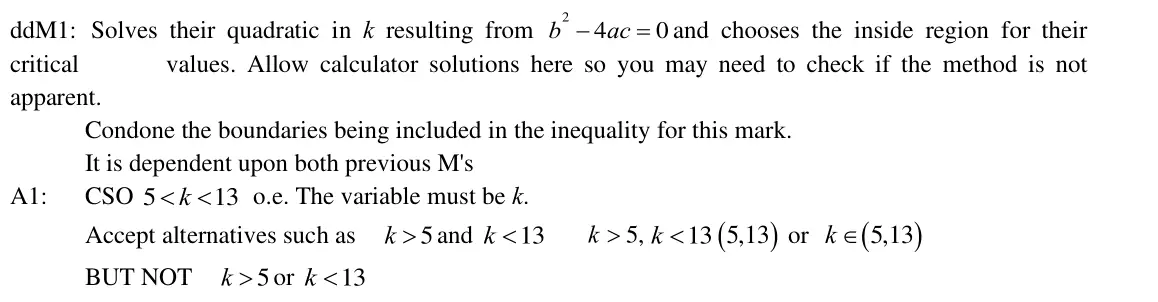 ddM1: Solves their quadratic in k resulting from b² − 4ac = 0 and chooses the inside region for their
critical values. Allow calculator solutions here so you may need to check if the method is not
apparent.
Condone the boundaries being included in the inequality for this mark.
It is dependent upon both previous M's
A1: CSO 5 < k < 13 o.e. The variable must be k.
Accept alternatives such as k > 5 and k < 13 k > 5, k < 13 (5,13) or k ∈ (5,13)
BUT NOT k > 5 or k < 13